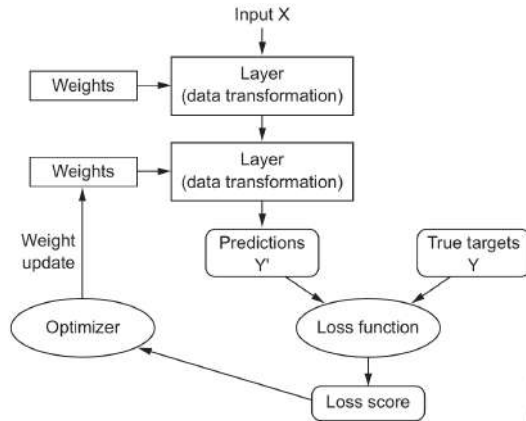 Input X
Layer
(data transformation)
Weights
Layer
(data transformation)
Weights
Weight
update
Predictions
Y'
True targets
Y
Optimizer
Loss function
Loss score